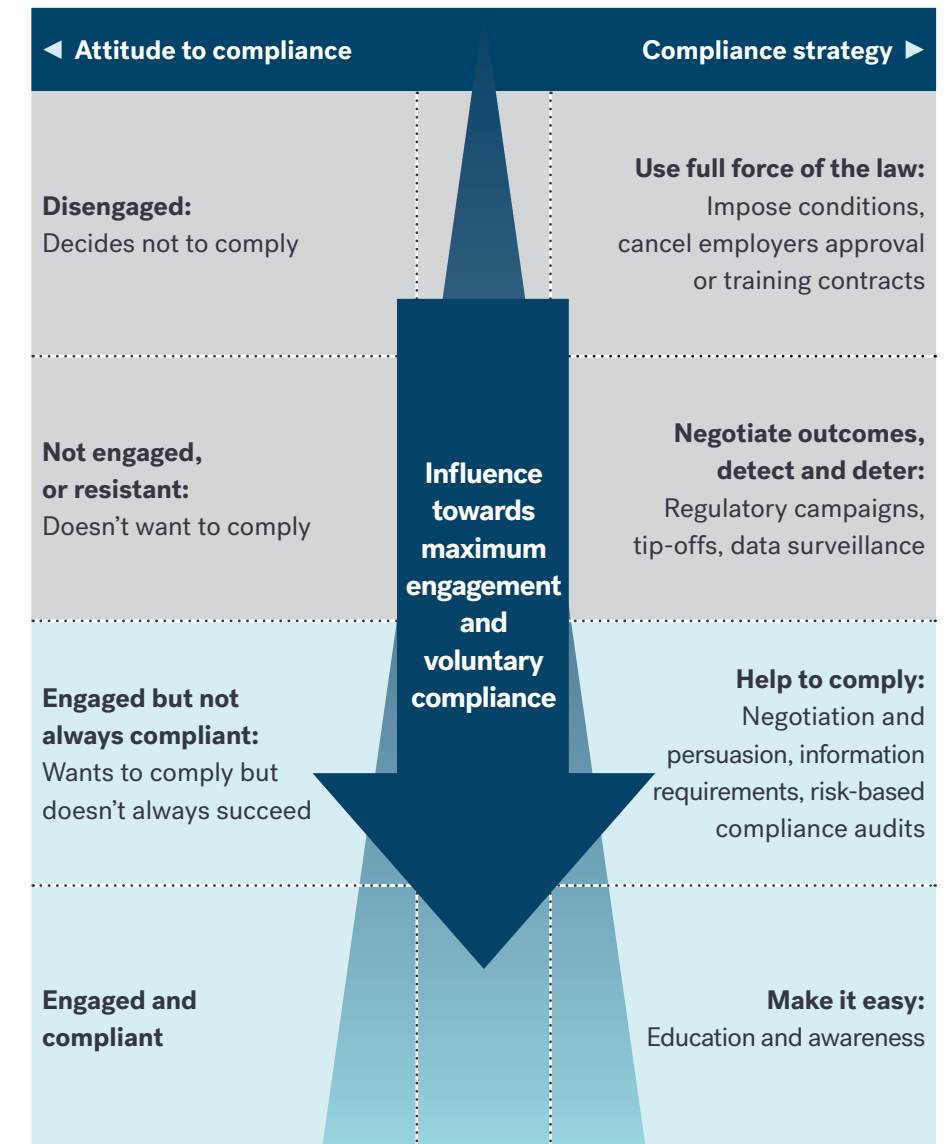 ◄ Attitude to compliance
Compliance strategy ►
Disengaged:
Decides not to comply
Use full force of the law:
Impose conditions,
cancel employers approval
or training contracts
Not engaged,
or resistant:
Doesn’t want to comply
Negotiate outcomes,
detect and deter:
Regulatory campaigns,
tip-offs, data surveillance
Influence
towards
maximum
engagement
and
voluntary
compliance
Engaged but not
always compliant:
Wants to comply but
doesn’t always succeed
Help to comply:
Negotiation and
persuasion, information
requirements, risk-based
compliance audits
Engaged and
compliant
Make it easy:
Education and awareness